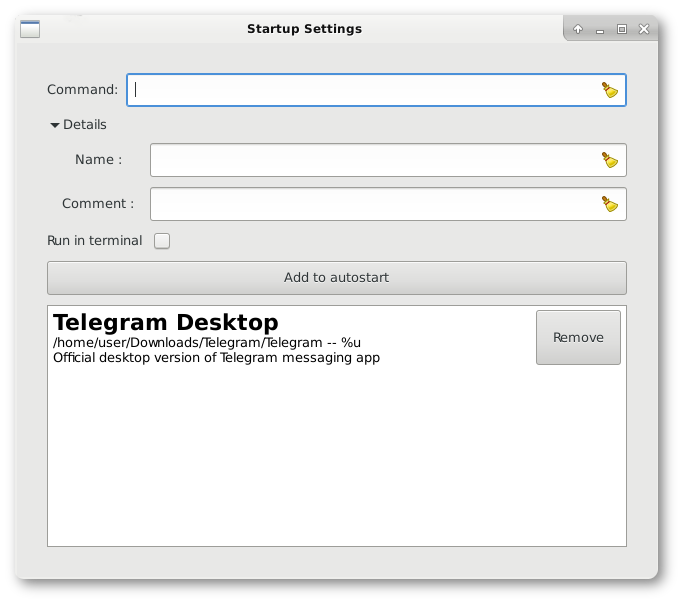 Startup Settings
Command:
Details
Name :
Comment :
Run in terminal
Add to autostart
Telegram Desktop
/home/user/Downloads/Telegram/Telegram -- %u
Official desktop version of Telegram messaging app
Remove